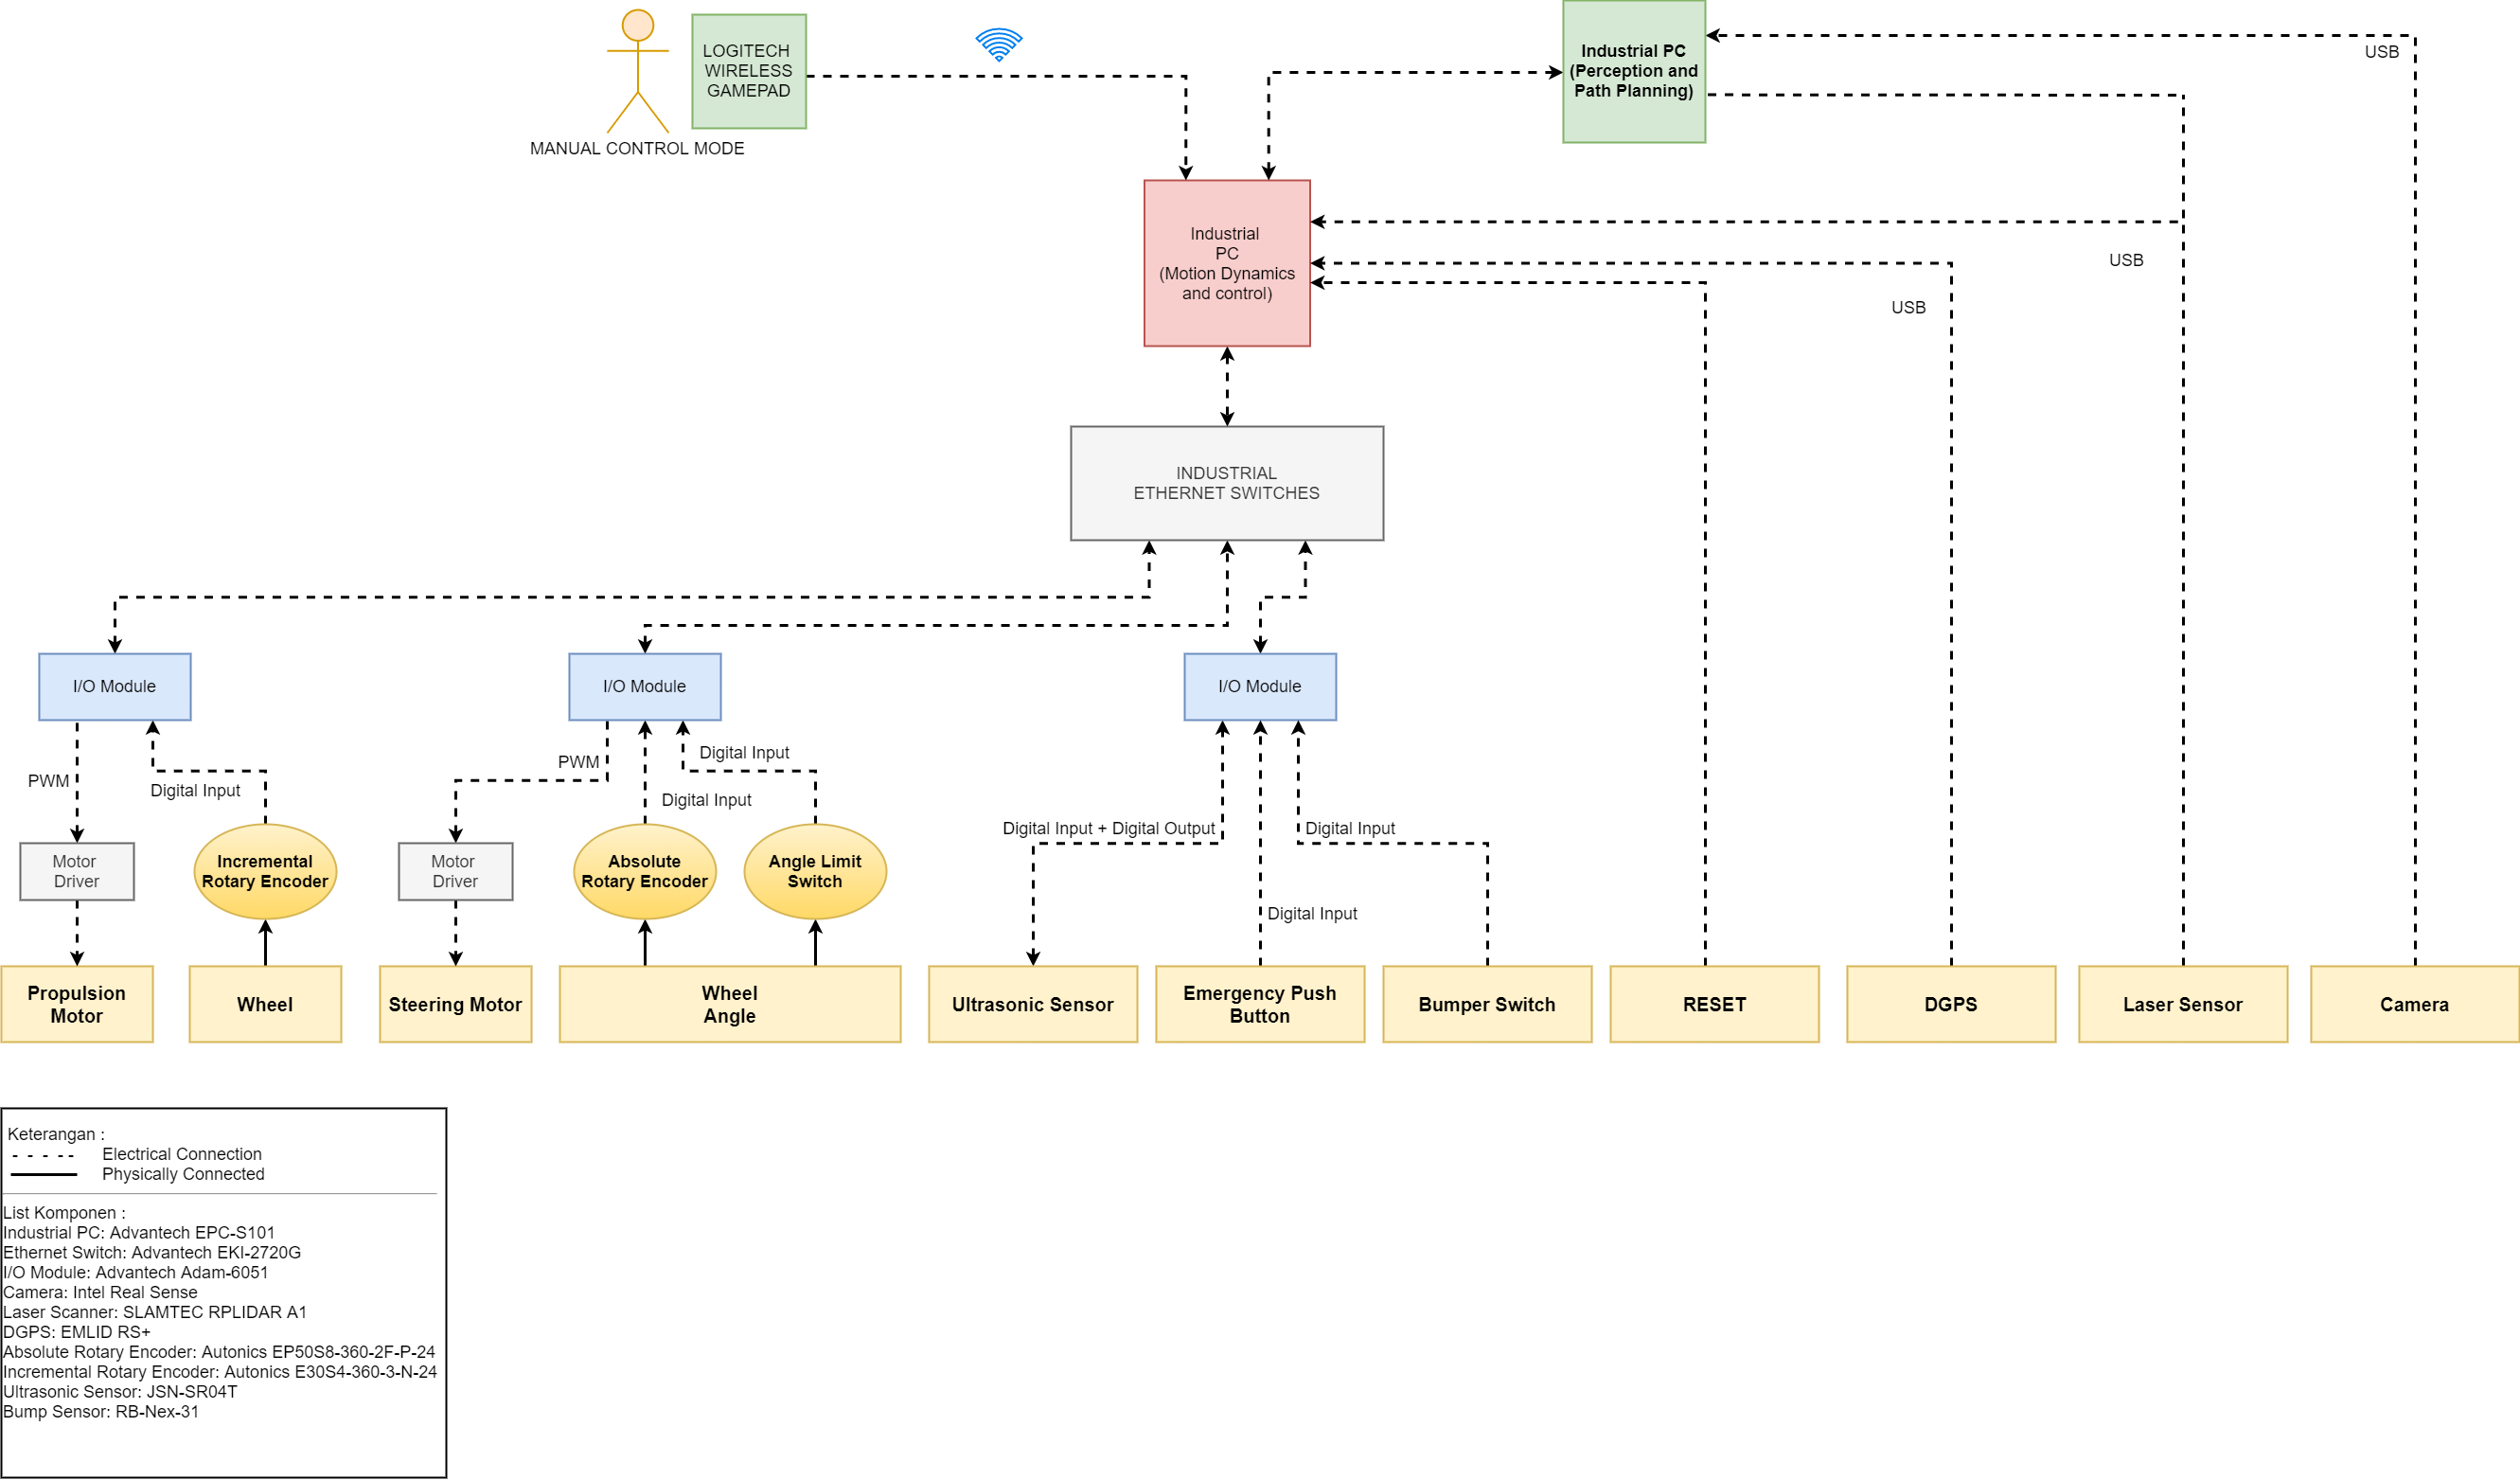 LOGITECH
WIRELESS
GAMEPAD
MANUAL CONTROL MODE
Industrial PC
(Perception and
Path Planning)
USB
Industrial
PC
(Motion Dynamics
and control)
USB
USB
INDUSTRIAL
ETHERNET SWITCHES
I/O Module
I/O Module
I/O Module
PWM
Digital Input
PWM
Digital Input
Digital Input
Digital Input + Digital Output
Digital Input
Digital Input
Motor
Driver
Incremental
Rotary Encoder
Motor
Driver
Absolute
Rotary Encoder
Angle Limit
Switch
Propulsion
Motor
Wheel
Steering Motor
Wheel
Angle
Ultrasonic Sensor
Emergency Push
Button
Bumper Switch
RESET
DGPS
Laser Sensor
Camera
Keterangan :
Electrical Connection
Physically Connected
List Komponen :
Industrial PC: Advantech EPC-S101
Ethernet Switch: Advantech EKI-2720G
I/O Module: Advantech Adam-6051
Camera: Intel Real Sense
Laser Scanner: SLAMTEC RPLIDAR A1
DGPS: EMLID RS+
Absolute Rotary Encoder: Autonics EP50S8-360-2F-P-24
Incremental Rotary Encoder: Autonics E30S4-360-3-N-24
Ultrasonic Sensor: JSN-SR04T
Bump Sensor: RB-Nex-31